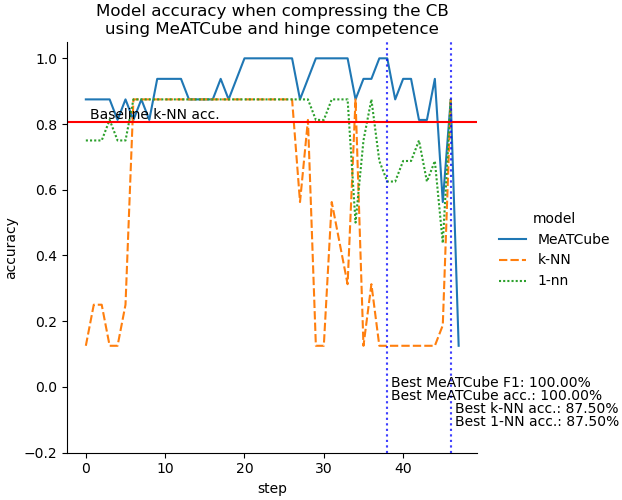 Model accuracy when compressing the CB
using MeATCube and hinge competence
1.0
0.8
0.6
0.4
0.2
0.0
−0.2
accuracy
Baseline k-NN acc.
model
MeATCube
k-NN
1-nn
Best MeATCube F1: 100.00%
Best MeATCube acc.: 100.00%
Best k-NN acc.: 87.50%
Best 1-NN acc.: 87.50%
0
10
20
30
40
step